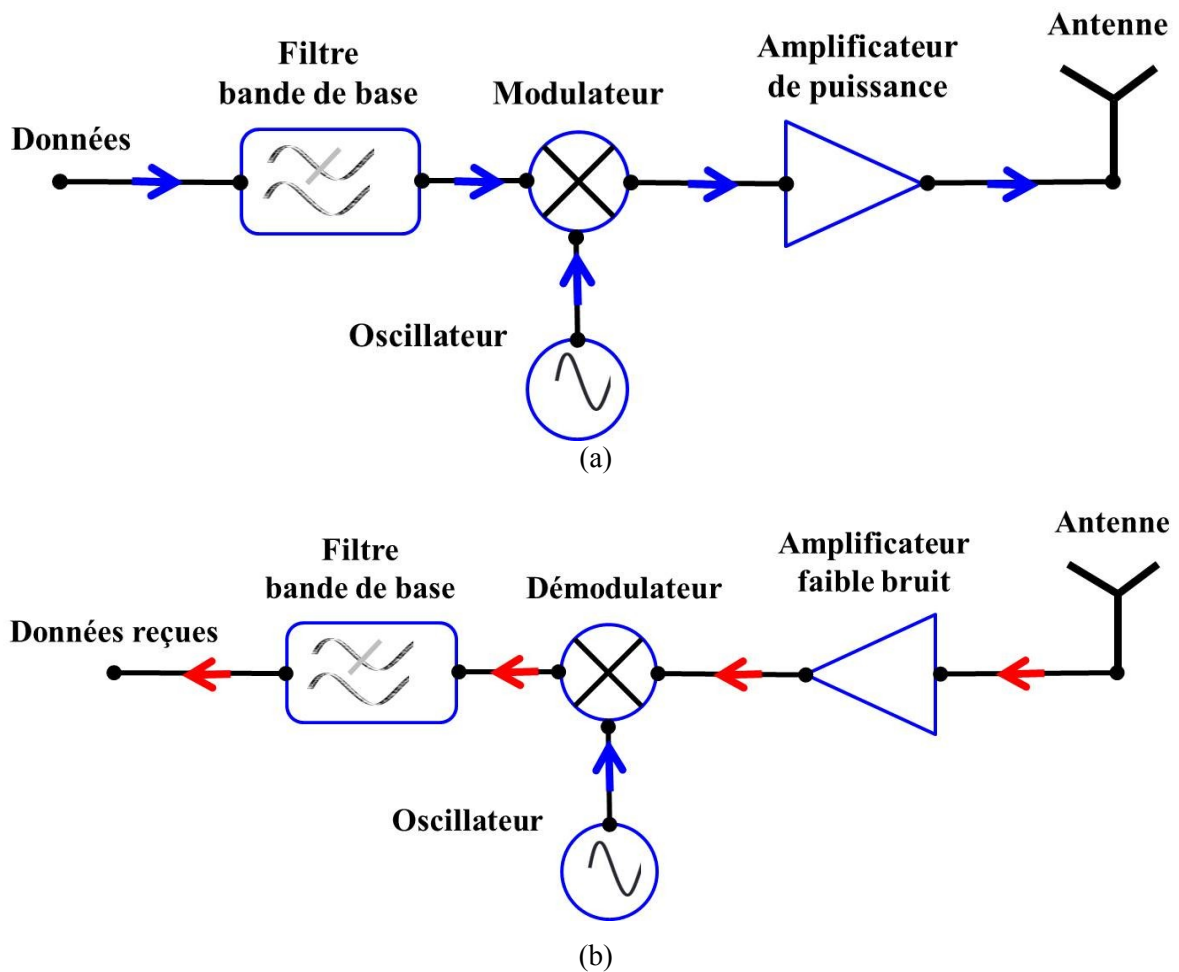 Antenne
Amplificateur
de puissance
Filtre
bande de base
Modulateur
Données
Oscillateur
(a)
Antenne
Amplificateur
faible bruit
Filtre
bande de base
Démodulateur
Données reçues
Oscillateur
(b)